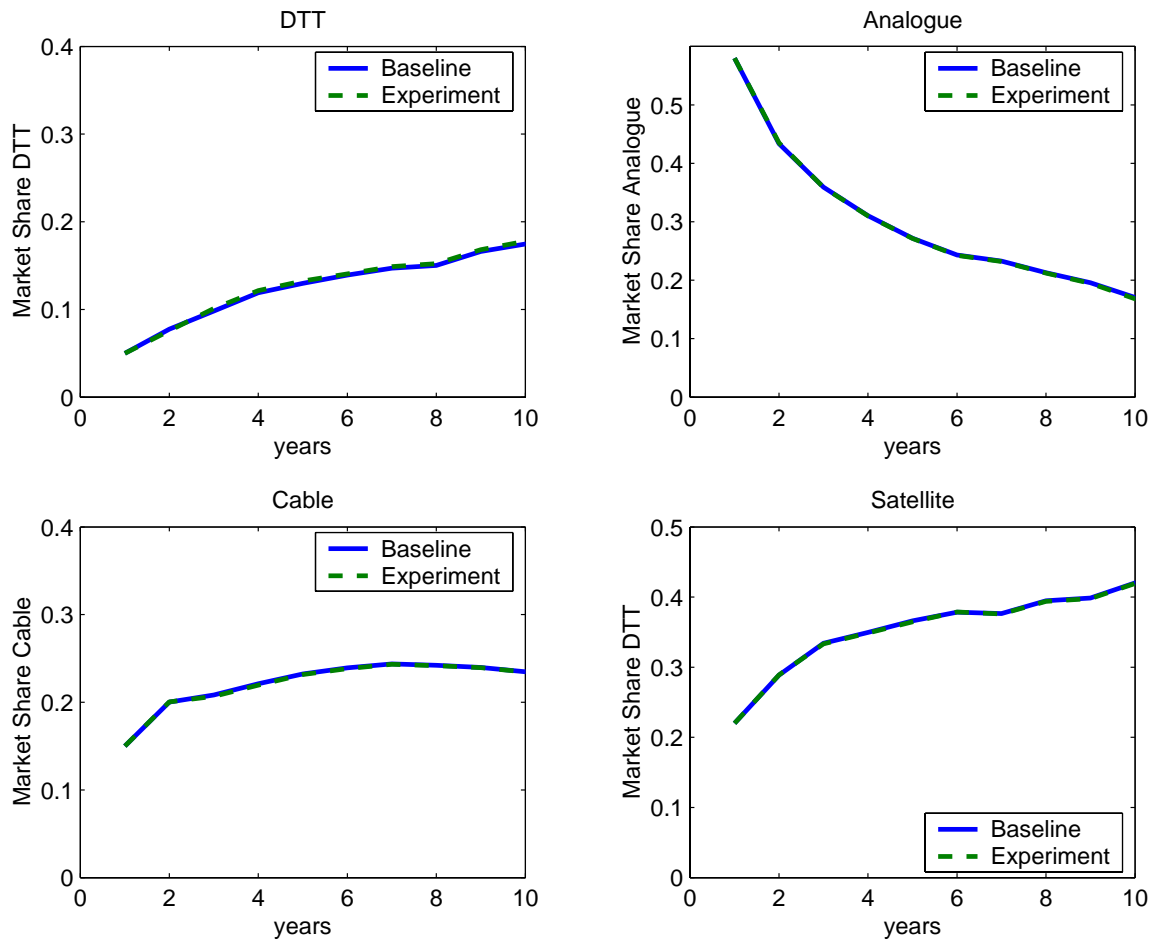 DTT
0.4
0.3
0.2
0.1
0
Market Share DTT
Baseline
Experiment
0 2 4 6 8 10
years
Analogue
0.5
0.4
0.3
0.2
0.1
0
Market Share Analogue
Baseline
Experiment
0 2 4 6 8 10
years
Cable
0.4
0.3
0.2
0.1
0
Market Share Cable
Baseline
Experiment
0 2 4 6 8 10
years
Satellite
0.5
0.4
0.3
0.2
0.1
0
Market Share DTT
Baseline
Experiment
0 2 4 6 8 10
years